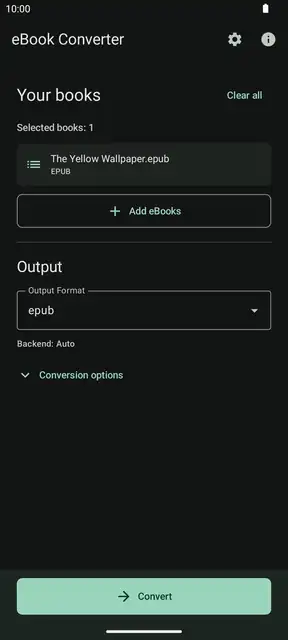 10:00
eBook Converter
Your books
Clear all
Selected books: 1
The Yellow Wallpaper.epub
EPUB
Add eBooks
Output
Output Format
epub
Backend: Auto
Conversion options
Convert